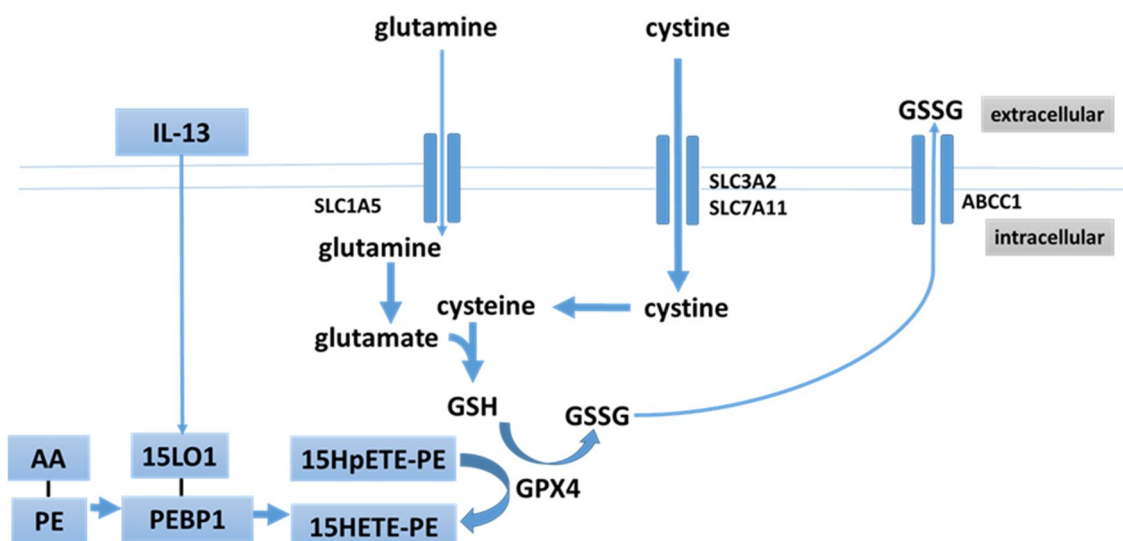 glutamine
cystine
GSSG
extracellular
IL-13
SLC3A2
SLC7A11
SLC1A5
ABCC1
intracellular
glutamine
cysteine
cystine
glutamate
GSH
GSSG
AA
15LO1
15HpETE-PE
GPX4
PE
PEBP1
15HETE-PE